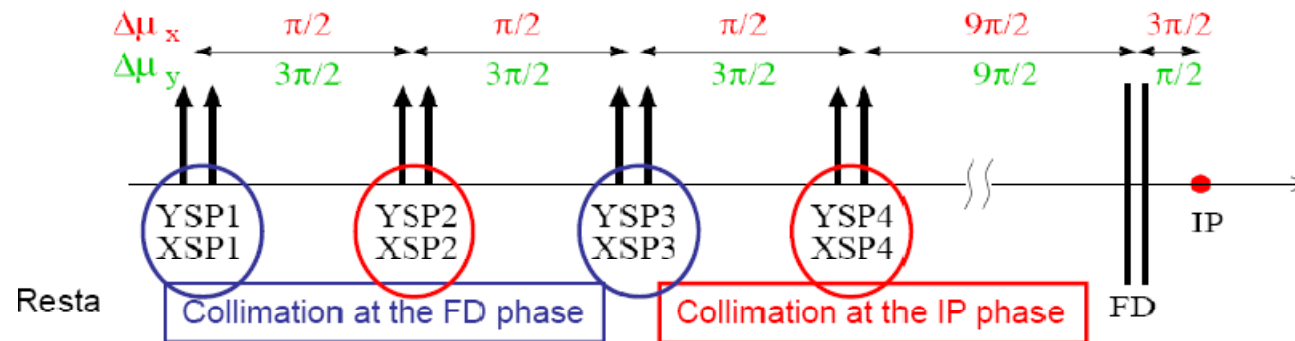 Δμ x π/2 π/2 π/2 9π/2 3π/2
Δμ y 3π/2 3π/2 3π/2 9π/2 π/2
YSP1 YSP2 YSP3 YSP4
XSP1 XSP2 XSP3 XSP4
IP
Resta Collimation at the FD phase Collimation at the IP phase FD